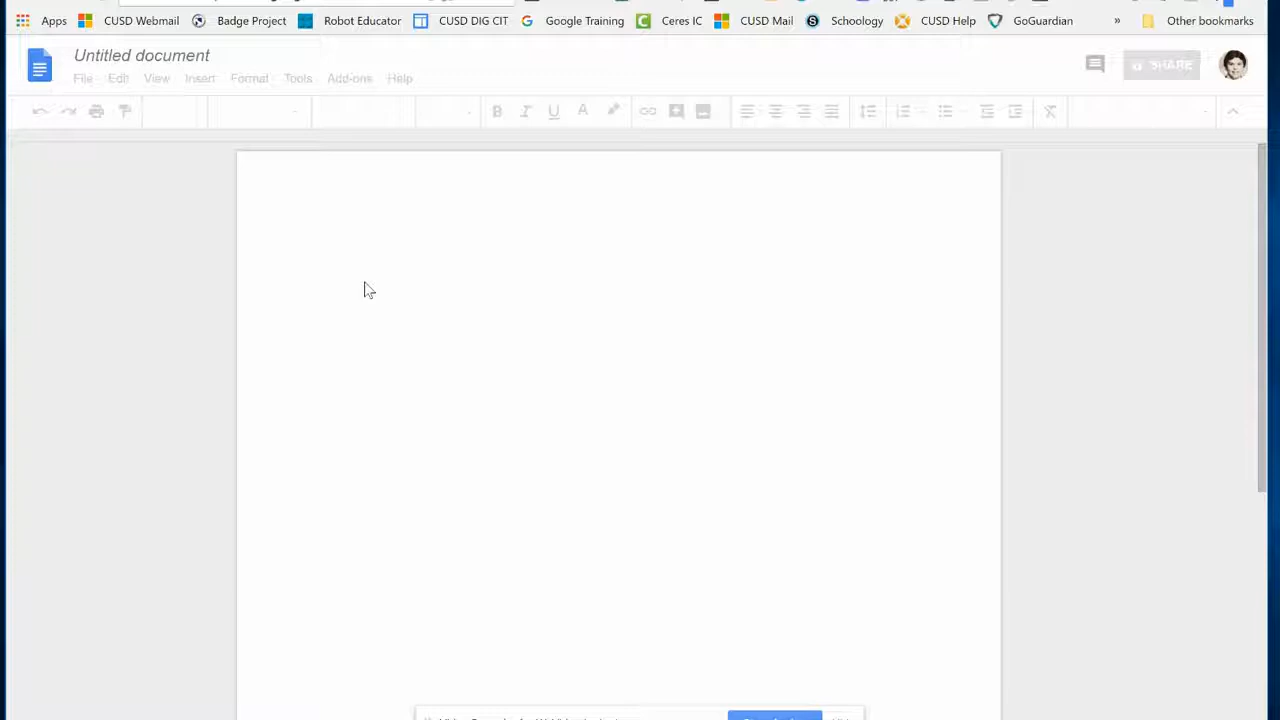 Apps CUSD Webmail Badge Project Robot Educator CUSD DIG CIT Google Training Ceres IC CUSD Mail Schoology CUSD Help GoGuardian Other bookmarks
Untitled document
SHARE
File Edit View Insert Format Tools Add-ons Help